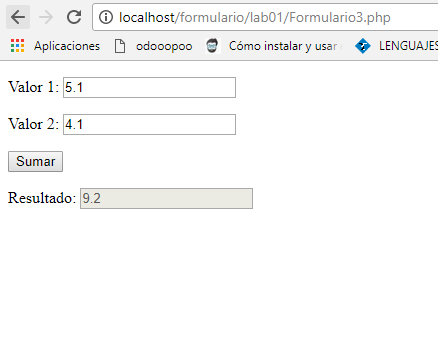 localhost/formulario/lab01/Formulario3.php
Aplicaciones odooopoo Cómo instalar y usar LENGUAJES
Valor 1: 5.1
Valor 2: 4.1
Sumar
Resultado: 9.2